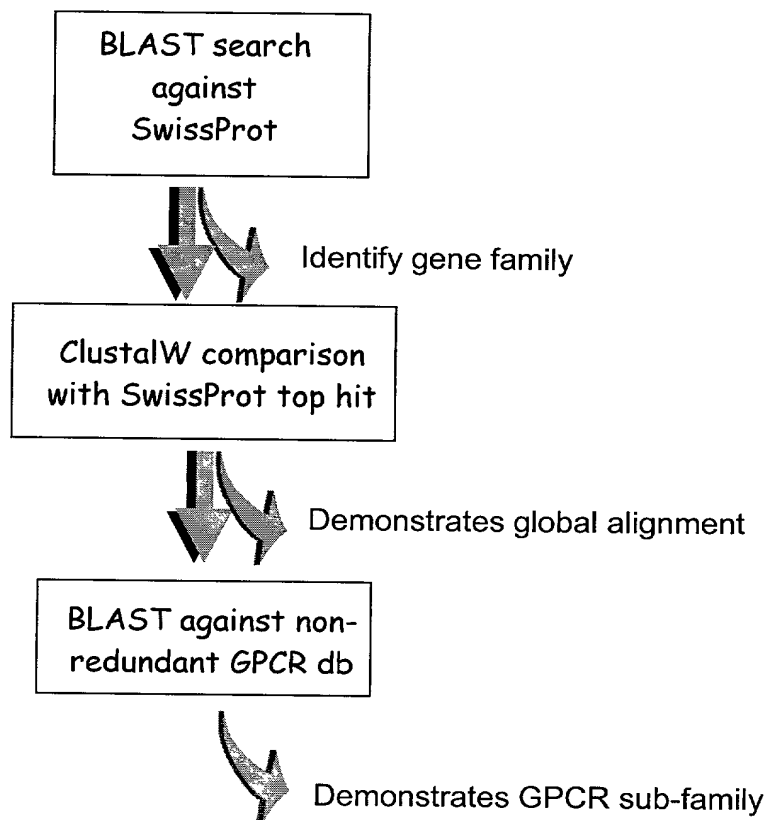 BLAST search
against
SwissProt
Identify gene family
ClustalW comparison
with SwissProt top hit
Demonstrates global alignment
BLAST against non-
redundant GPCR db
Demonstrates GPCR sub-family